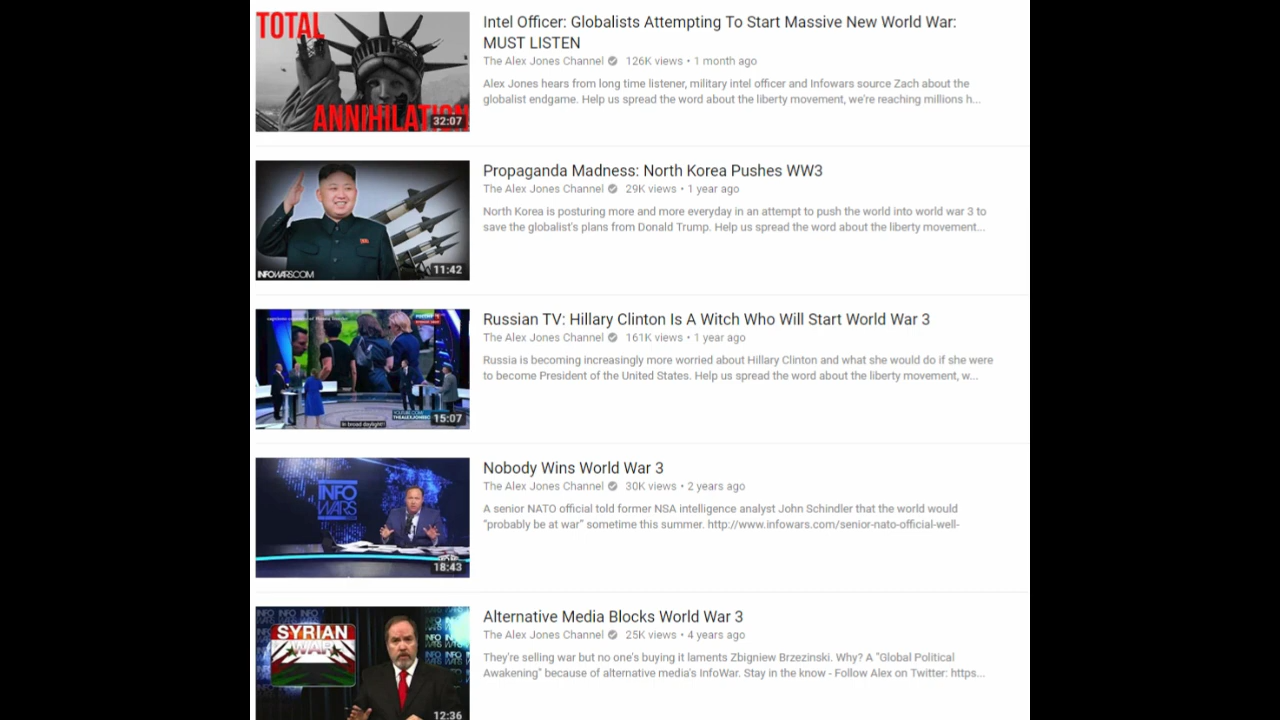 TOTAL
ANNIHILATION
32:07
Intel Officer: Globalists Attempting To Start Massive New World War:
MUST LISTEN
The Alex Jones Channel 126K views • 1 month ago
Alex Jones hears from long time listener, military intel officer and Infowars source Zach about the
globalist endgame. Help us spread the word about the liberty movement, we're reaching millions h...
INFOWARS.COM
11:42
Propaganda Madness: North Korea Pushes WW3
The Alex Jones Channel 29K views • 1 year ago
North Korea is posturing more and more everyday in an attempt to push the world into world war 3 to
save the globalist's plans from Donald Trump. Help us spread the word about the liberty movement...
In broad daylight!
15:07
Russian TV: Hillary Clinton Is A Witch Who Will Start World War 3
The Alex Jones Channel 161K views • 1 year ago
Russia is becoming increasingly more worried about Hillary Clinton and what she would do if she were
to become President of the United States. Help us spread the word about the liberty movement, w...
INFO
WARS
18:43
Nobody Wins World War 3
The Alex Jones Channel 30K views • 2 years ago
A senior NATO official told former NSA intelligence analyst John Schindler that the world would
"probably be at war" sometime this summer. http://www.infowars.com/senior-nato-official-well-
SYRIAN
WAR
12:36
Alternative Media Blocks World War 3
The Alex Jones Channel 25K views • 4 years ago
They're selling war but no one's buying it laments Zbigniew Brzezinski. Why? A "Global Political
Awakening" because of alternative media's InfoWar. Stay in the know - Follow Alex on Twitter: https...